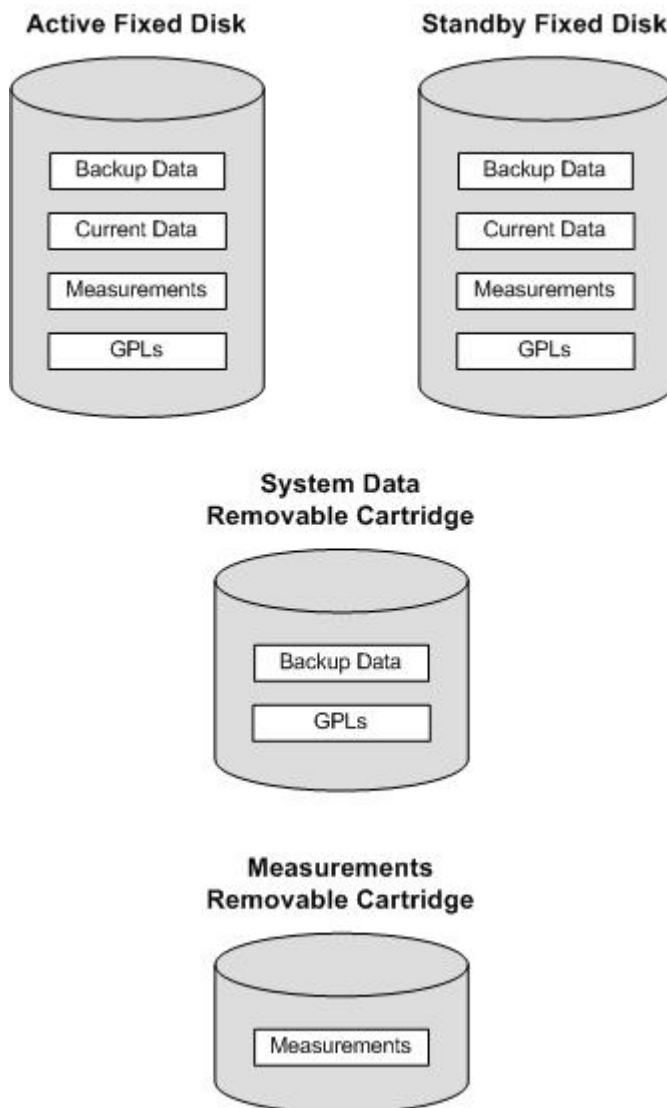 Active Fixed Disk
Standby Fixed Disk
Backup Data
Current Data
Measurements
GPLs
Backup Data
Current Data
Measurements
GPLs
System Data
Removable Cartridge
Backup Data
GPLs
Measurements
Removable Cartridge
Measurements